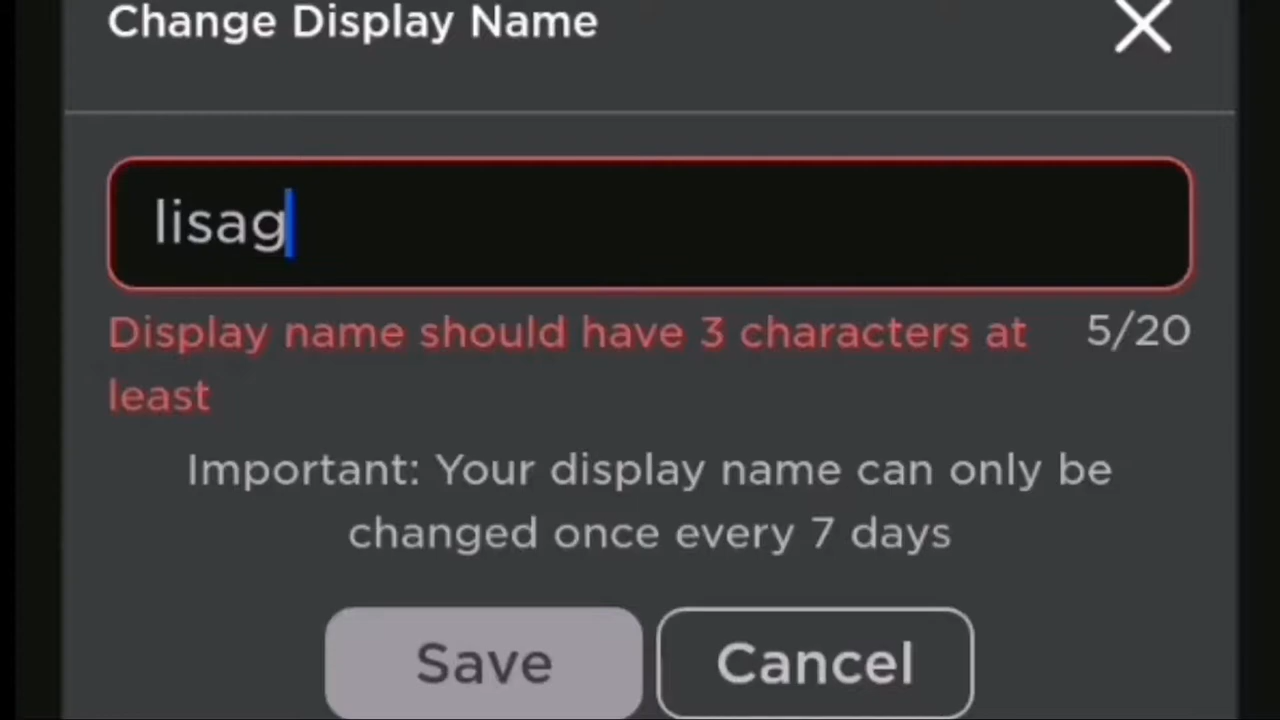 Change Display Name
lisag
Display name should have 3 characters at
5/20
least
Important: Your display name can only be
changed once every 7 days
Save
Cancel